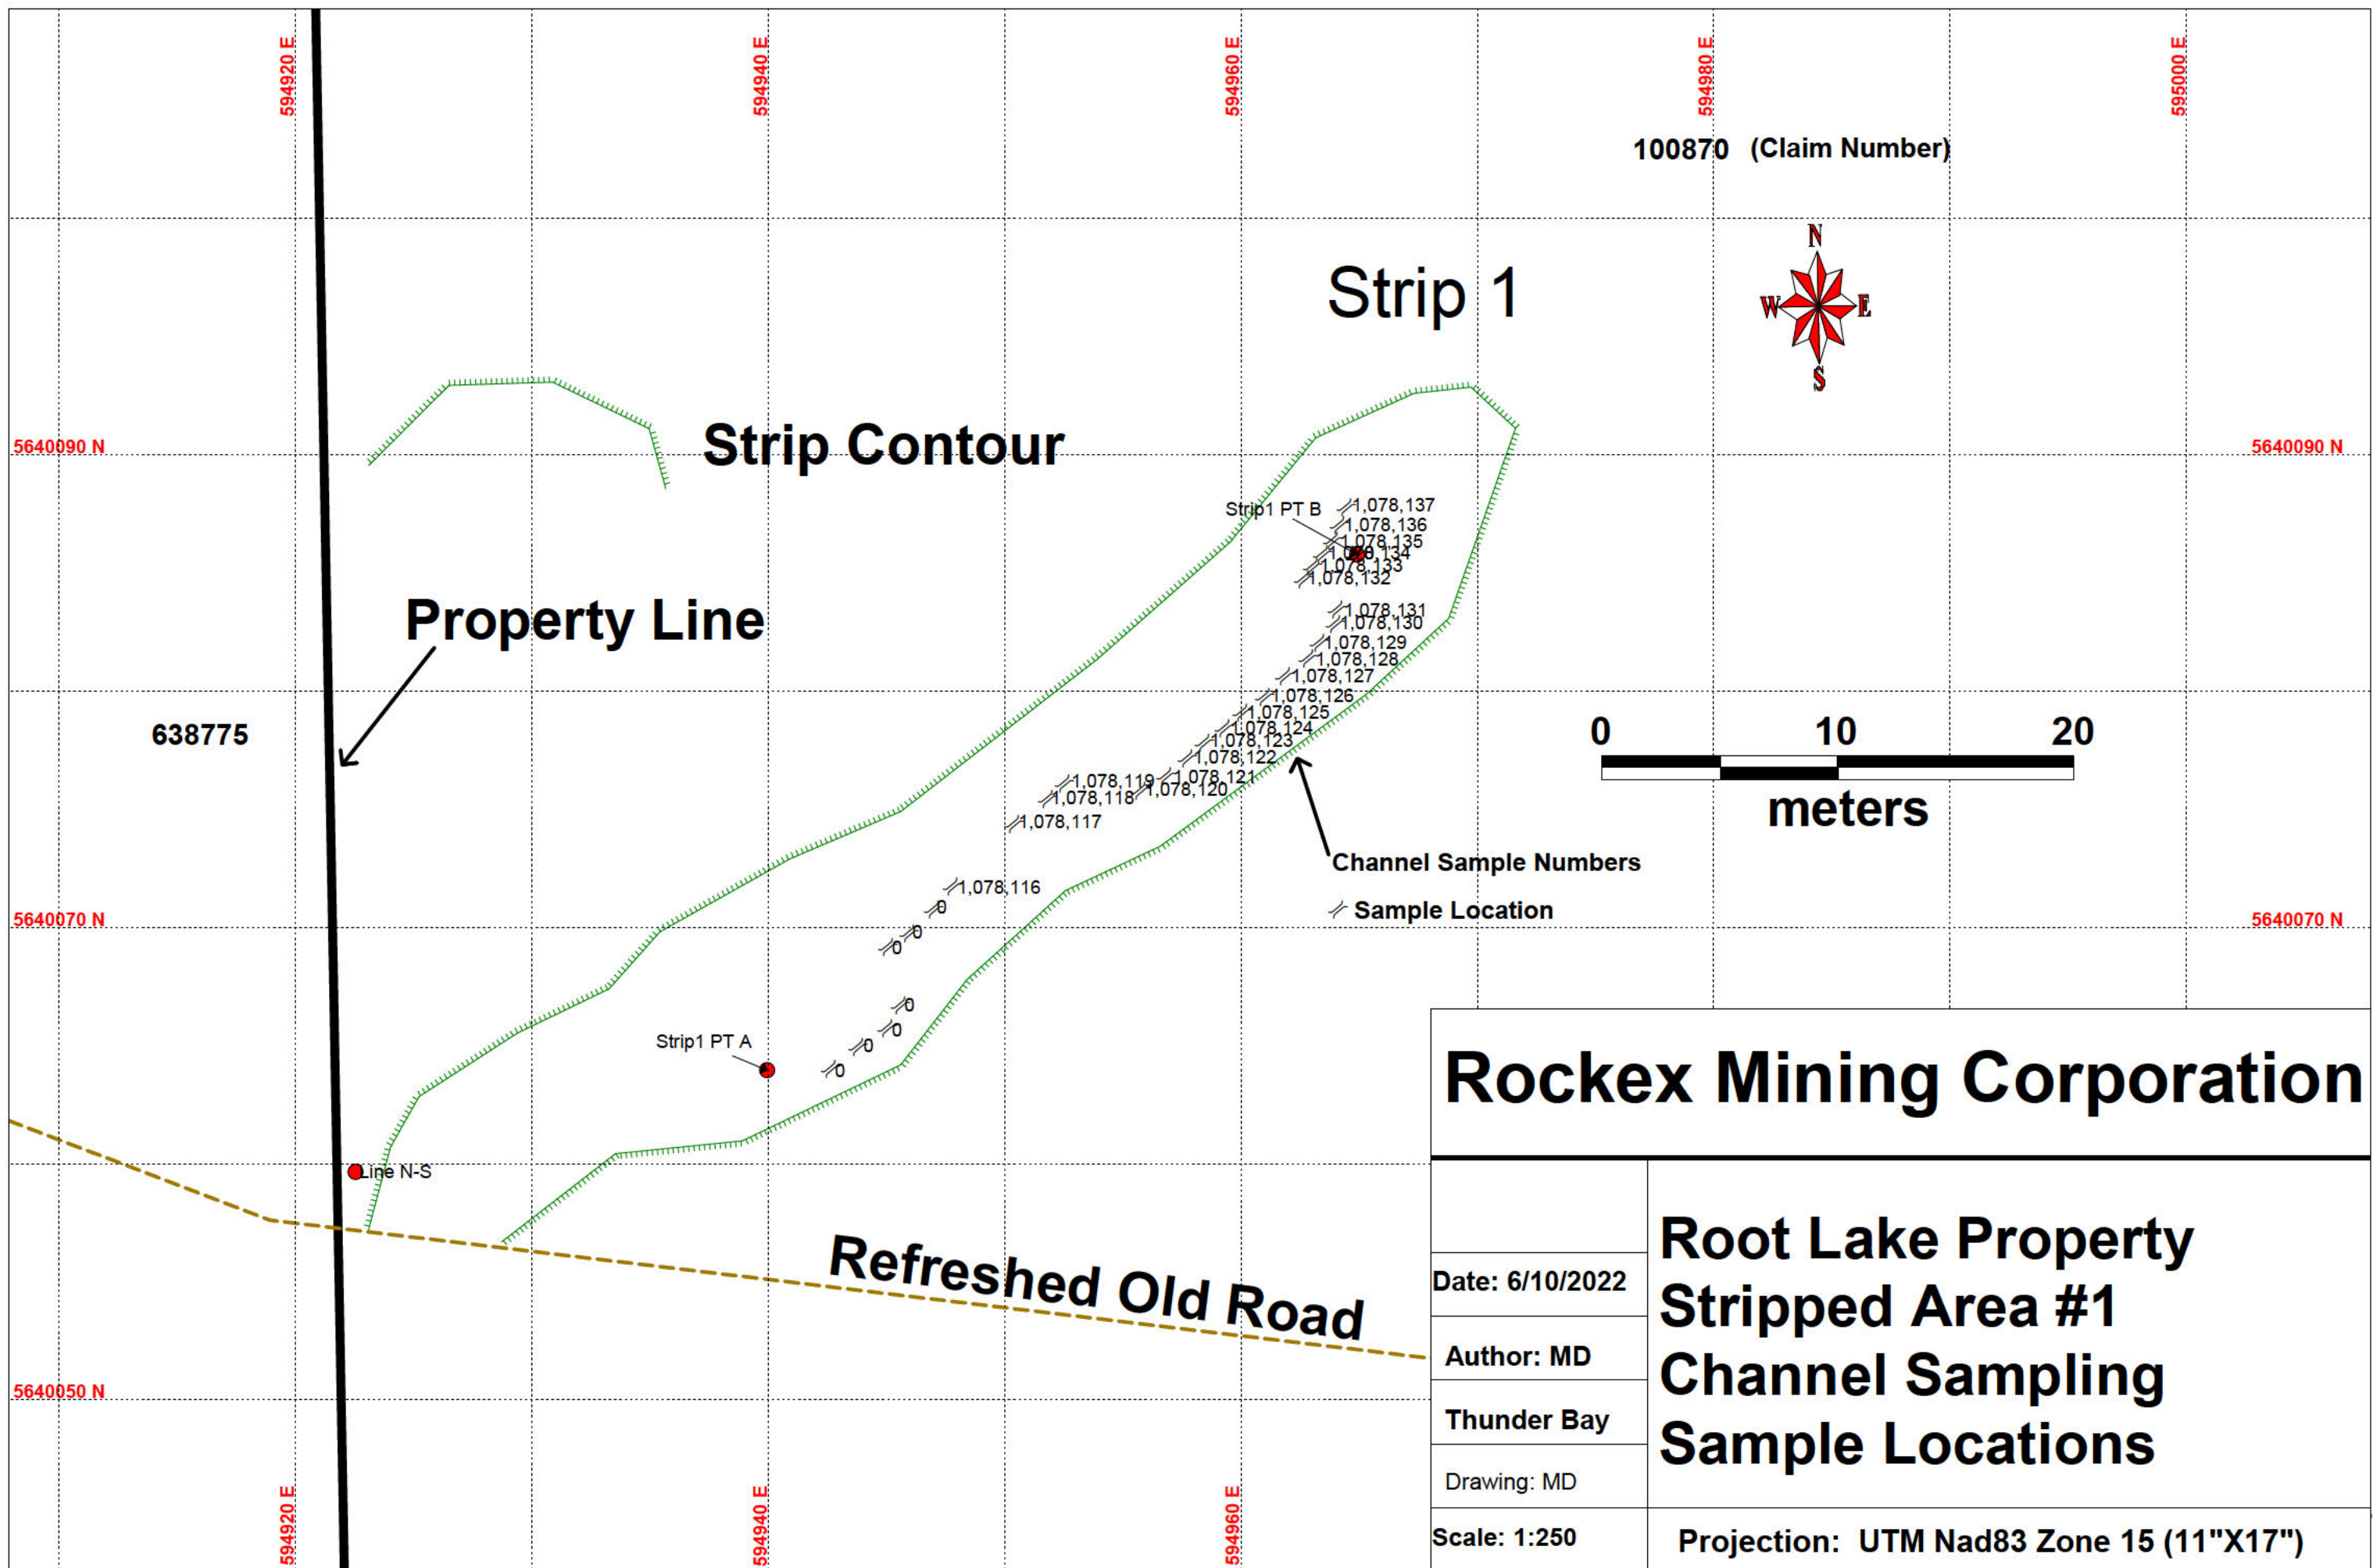 594920 E
594940 E
594960 E
594980 E
595000 E
100870 (Claim Number)
N
W E
S
Strip 1
Strip Contour
5640090 N
5640090 N
Strip1 PT B
1,078,137
1,078,136
1,078,135
1,078,134
1,078,133
1,078,132
1,078,131
1,078,130
1,078,129
1,078,128
1,078,127
1,078,126
1,078,125
1,078,124
1,078,123
1,078,122
1,078,121
1,078,120
1,078,119
1,078,118
1,078,117
1,078,116
Property Line
638775
0 10 20
meters
Channel Sample Numbers
Sample Location
5640070 N
5640070 N
0
0
0
0
0
0
0
Strip1 PT A
Line N-S
Refreshed Old Road
5640050 N
594920 E
594940 E
594960 E
Rockex Mining Corporation
Root Lake Property
Stripped Area #1
Channel Sampling
Sample Locations
Date: 6/10/2022
Author: MD
Thunder Bay
Drawing: MD
Scale: 1:250
Projection: UTM Nad83 Zone 15 (11"X17")